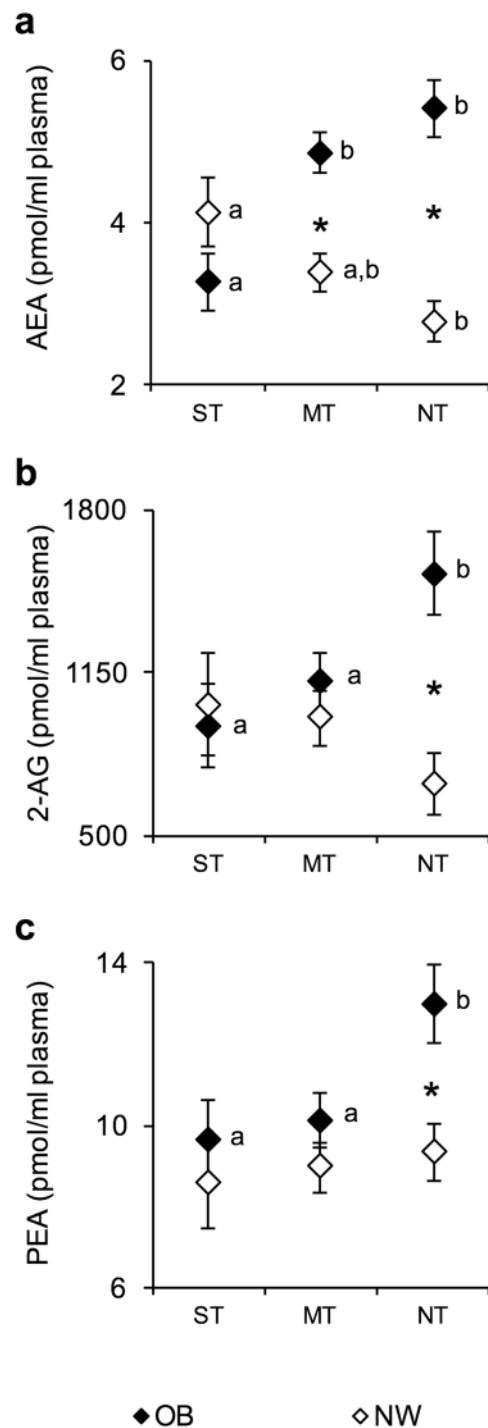 a
AEA (pmol/ml plasma)
6
4
2
a
a
b
*
a,b
b
*
b
ST MT NT
b
2-AG (pmol/ml plasma)
1800
1150
500
a
a
b
*
ST MT NT
c
PEA (pmol/ml plasma)
14
10
6
a
a
b
*
ST MT NT
OB NW